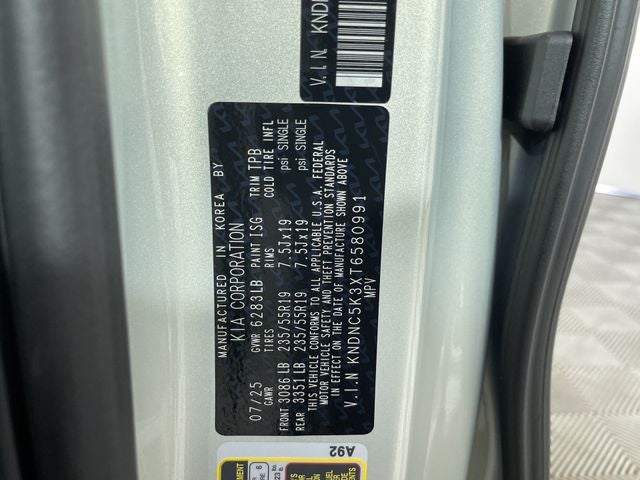 V.I.N KNDN
MANUFACTURED IN KOREA BY
KIA CORPORATION
07/25 GVWR 6283LB PAINT ISG TRIM TPB
GAWR TIRES RIMS COLD TIRE INFL
FRONT 3086LB 235/55R19 7.5Jx19 psi SINGLE
REAR 3351LB 235/55R19 7.5Jx19 psi SINGLE
THIS VEHICLE CONFORMS TO ALL APPLICABLE U.S.A. FEDERAL
MOTOR VEHICLE SAFETY AND THEFT PREVENTION STANDARDS
IN EFFECT ON THE DATE OF MANUFACTURE SHOWN ABOVE
V.I.N KNDNC5K3XT6580991
MPV
A92